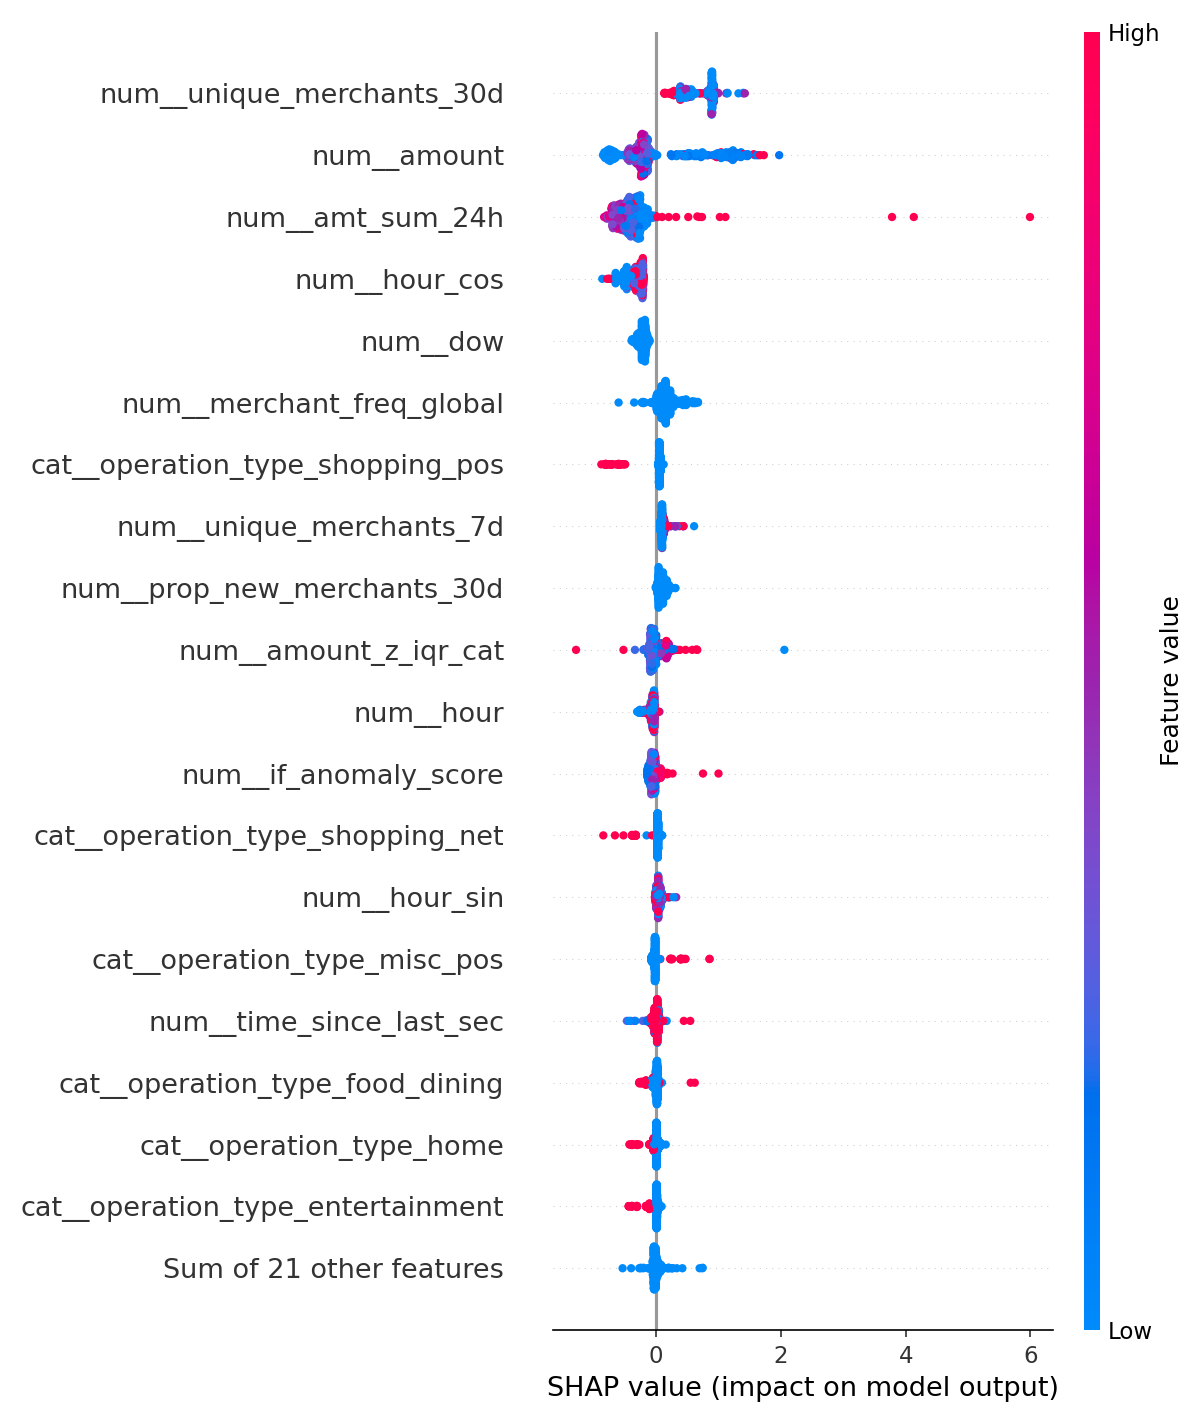 High
num__unique_merchants_30d
num__amount
num__amt_sum_24h
num__hour_cos
num__dow
num__merchant_freq_global
cat__operation_type_shopping_pos
num__unique_merchants_7d
num__prop_new_merchants_30d
num__amount_z_iqr_cat
num__hour
num__if_anomaly_score
cat__operation_type_shopping_net
num__hour_sin
cat__operation_type_misc_pos
num__time_since_last_sec
cat__operation_type_food_dining
cat__operation_type_home
cat__operation_type_entertainment
Sum of 21 other features
Feature value
Low
0 2 4 6
SHAP value (impact on model output)